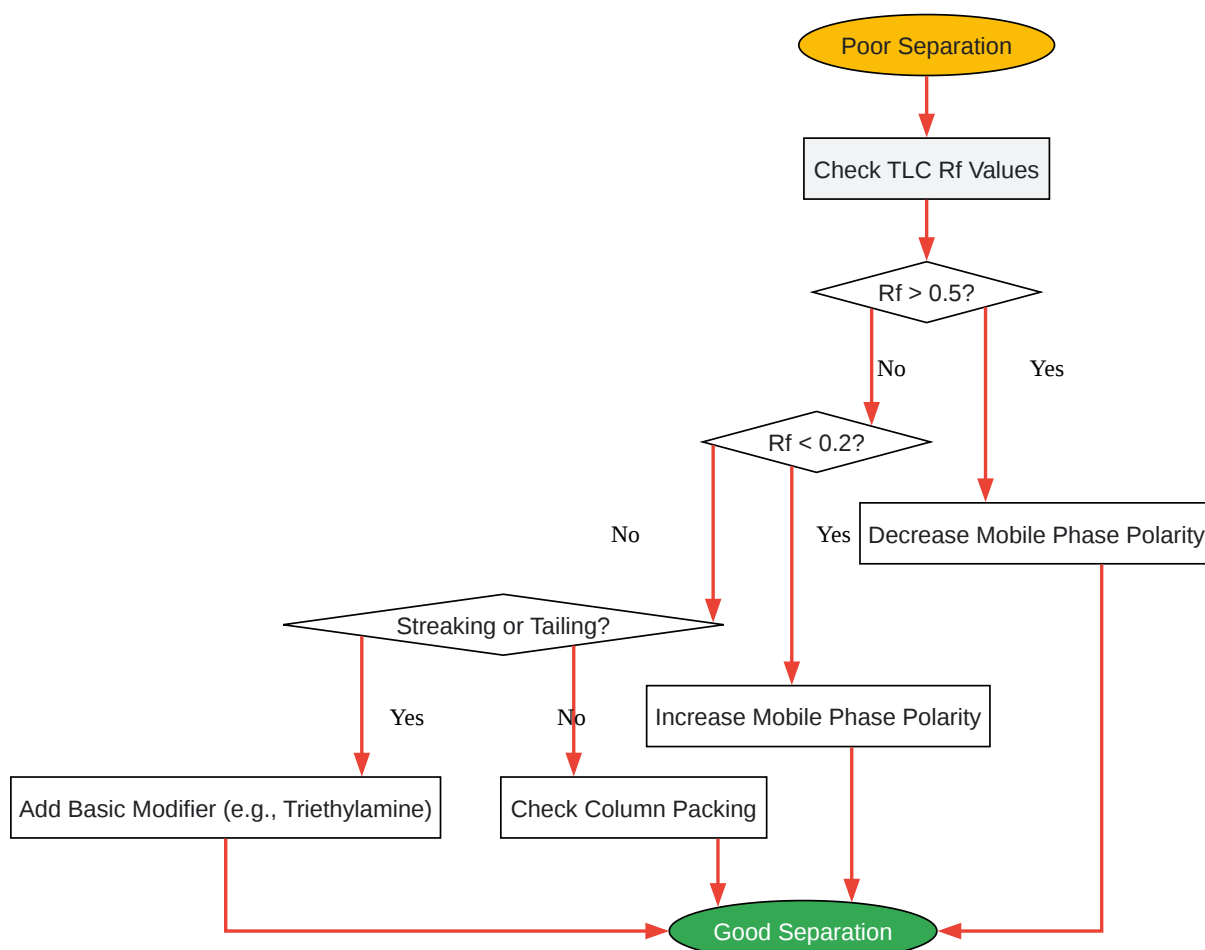 Poor Separation
Check TLC Rf Values
Rf > 0.5?
No
Yes
Rf < 0.2?
No
Yes
Decrease Mobile Phase Polarity
Streaking or Tailing?
Yes
No
Increase Mobile Phase Polarity
Add Basic Modifier (e.g., Triethylamine)
Check Column Packing
Good Separation